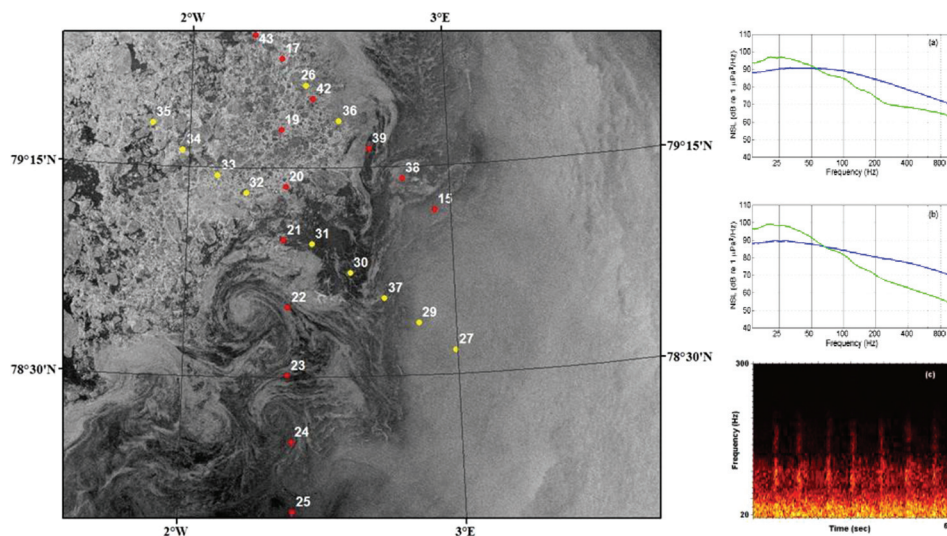 2°W 3°E
43
17
26
42
35 36
19
34 39
79°15'N 79°15'N
33 38
32 20
15
21 31
30
22 37
29
27
23
78°30'N 78°30'N
24
25
2°W 3°E
(a)
NSL [dB re 1 µPa²/Hz]
110
100
90
80
70
60
50
40
25 50 100 200 400 800
Frequency (Hz)
(b)
NSL [dB re 1 µPa²/Hz]
110
100
90
80
70
60
50
40
25 50 100 200 400 800
Frequency (Hz)
(c)
300
Frequency (Hz)
20
Time (sec) 6